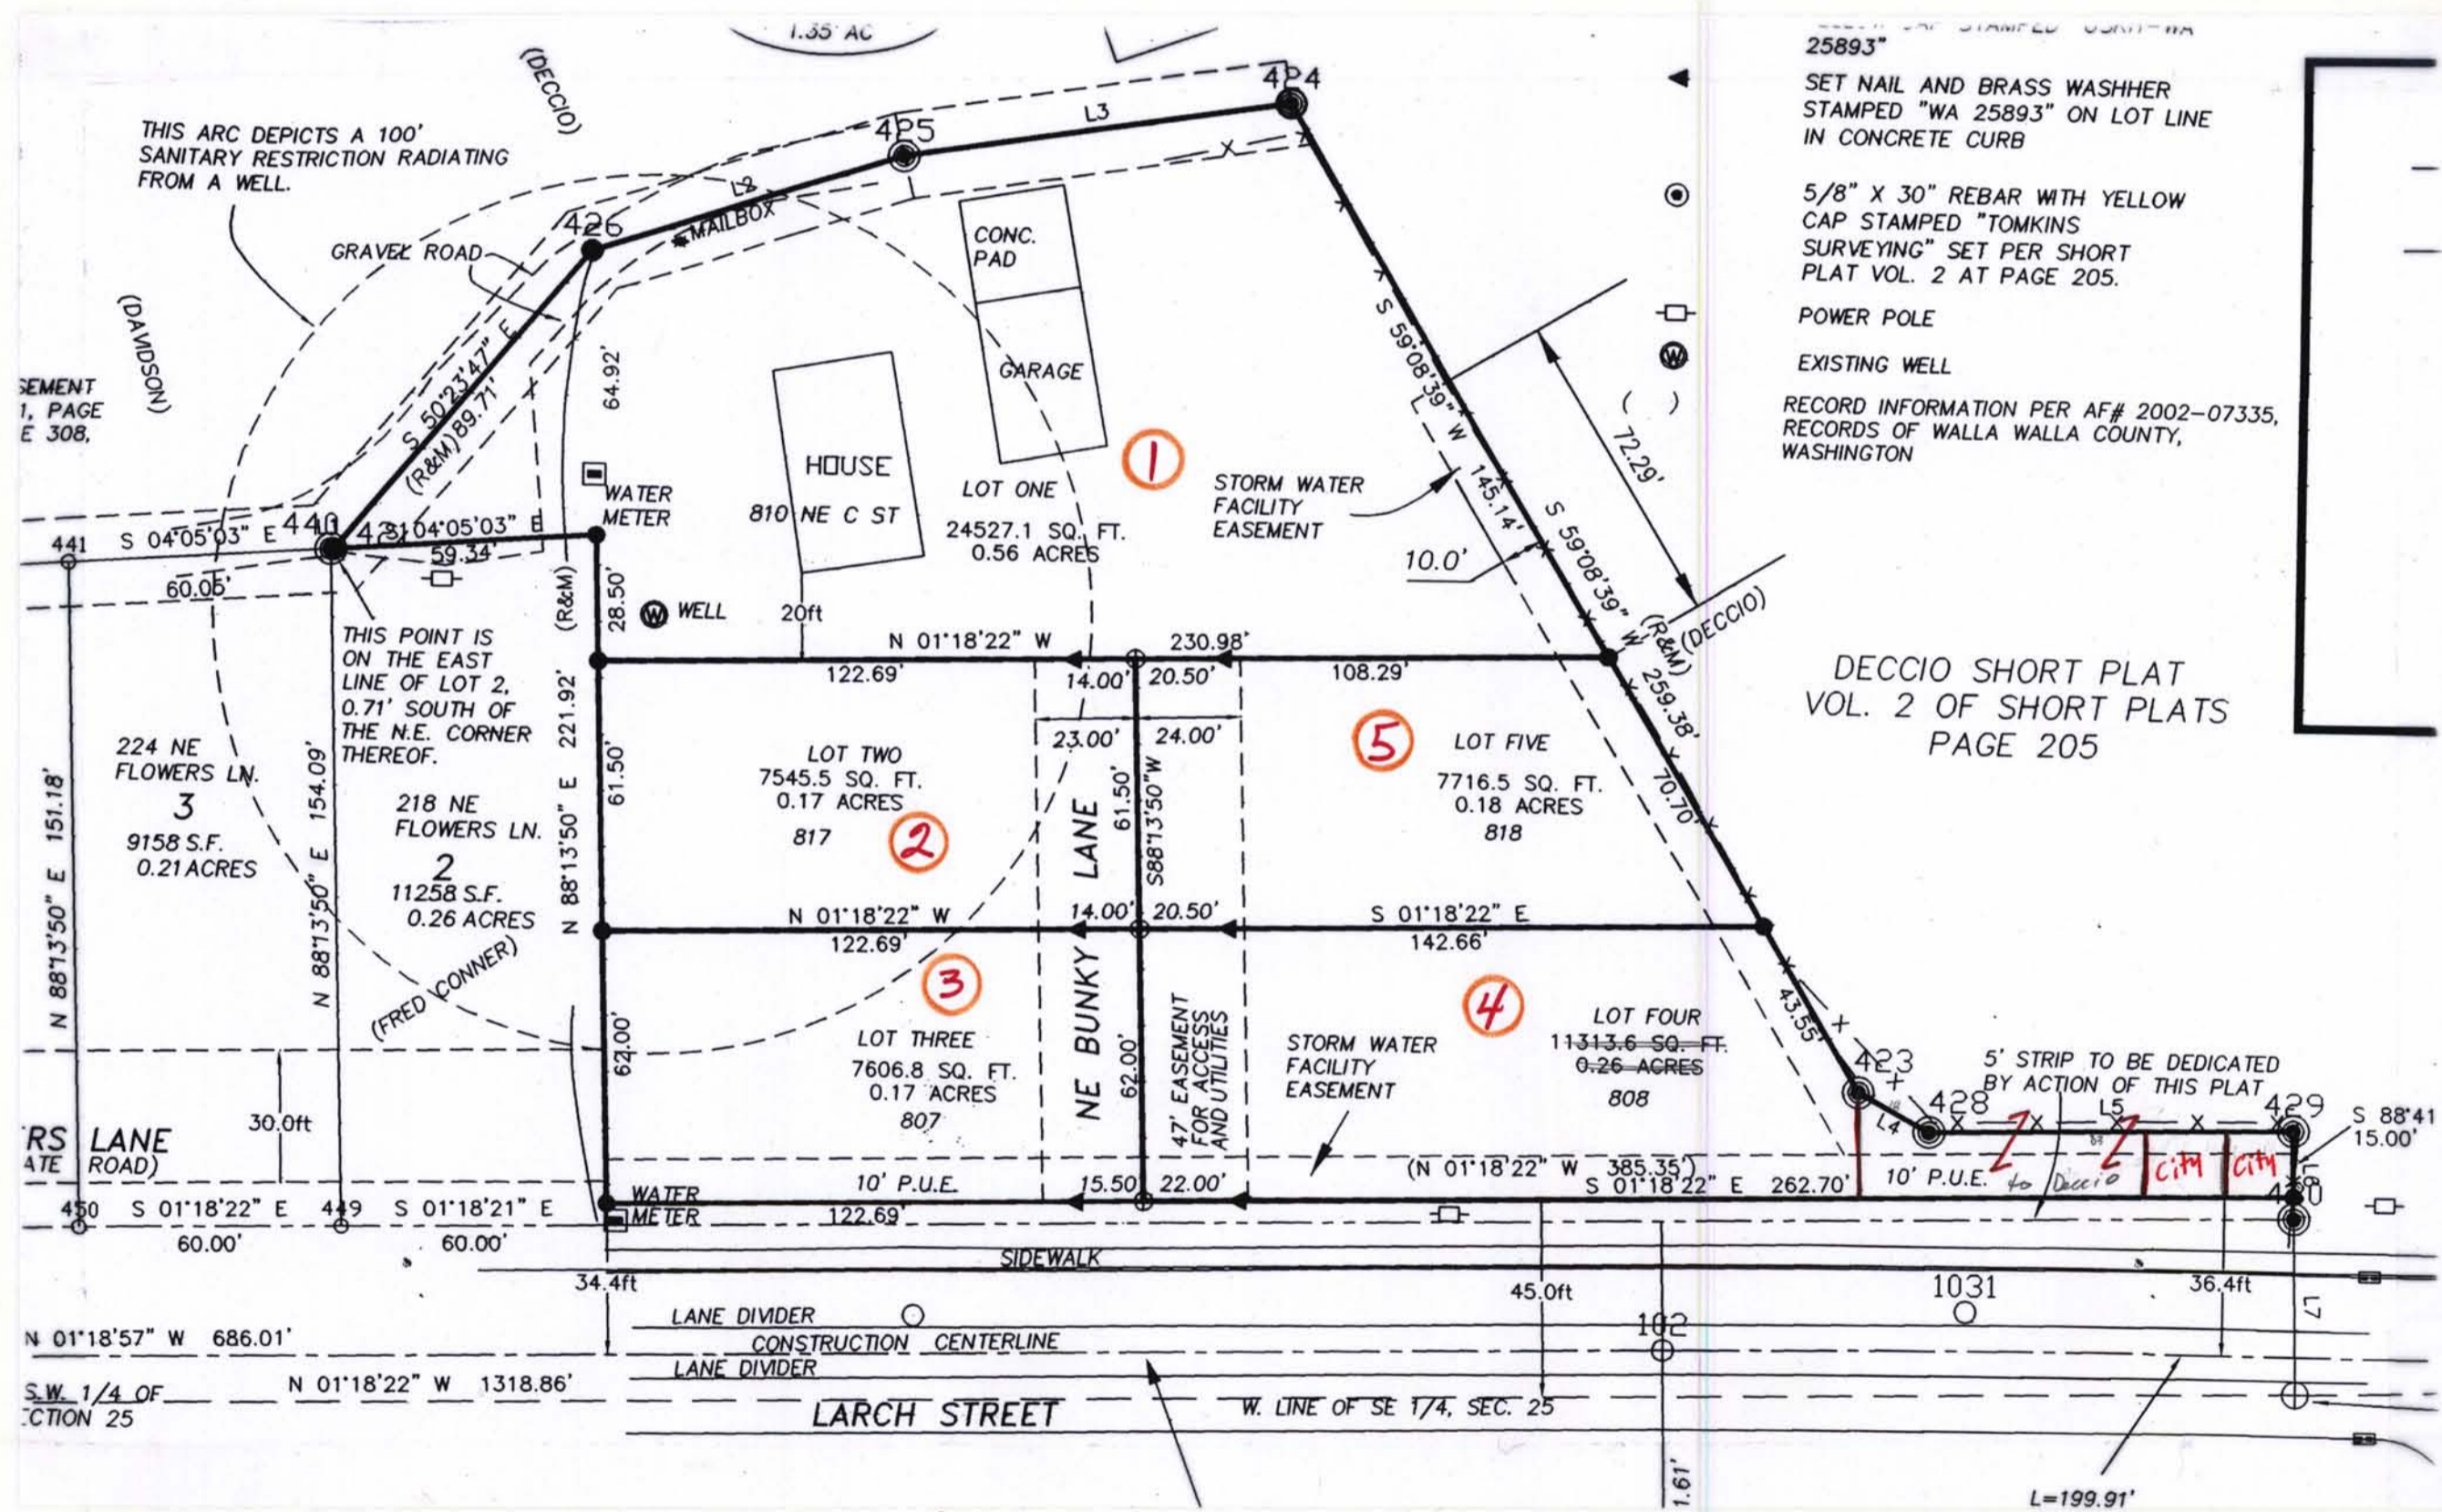 1.35 AC
(DECCIO)
THIS ARC DEPICTS A 100'
SANITARY RESTRICTION RADIATING
FROM A WELL.
GRAVEL ROAD
(DAVIDSON)
SEMENT
1, PAGE
E 308,
426
L2
MAILBOX
425
L3
424
CONC.
PAD
GARAGE
HOUSE
810 NE C ST
LOT ONE
24527.1 SQ. FT.
0.56 ACRES
1
S 50°23'47" E
(R&M) 89.71'
64.92'
WATER
METER
441
S 04°05'03" E
440
S 04°05'03" E
59.34'
60.05'
(R&M)
28.50'
W WELL
20ft
THIS POINT IS
ON THE EAST
LINE OF LOT 2,
0.71' SOUTH OF
THE N.E. CORNER
THEREOF.
STORM WATER
FACILITY
EASEMENT
10.0'
S 59°08'39" W
145.14'
72.29'
S 59°08'39" W
259.38'
(R&M)
(DECCIO)
70.70'
43.55'
N 01°18'22" W
230.98'
122.69'
14.00'
20.50'
108.29'
23.00'
24.00'
224 NE
FLOWERS LN.
3
9158 S.F.
0.21 ACRES
N 88°13'50" E 151.18'
N 88°13'50" E 154.09'
218 NE
FLOWERS LN.
2
11258 S.F.
0.26 ACRES
N 88°13'50" E 221.92'
61.50'
LOT TWO
7545.5 SQ. FT.
0.17 ACRES
817
2
NE BUNKY LANE
61.50'
S88°13'50"W
5
LOT FIVE
7716.5 SQ. FT.
0.18 ACRES
818
N 01°18'22" W
122.69'
14.00'
20.50'
S 01°18'22" E
142.66'
(FRED CONNER)
62.00'
3
LOT THREE
7606.8 SQ. FT.
0.17 ACRES
807
62.00'
47' EASEMENT
FOR ACCESS
AND UTILITIES
STORM WATER
FACILITY
EASEMENT
4
LOT FOUR
11313.6 SQ. FT.
0.26 ACRES
808
423
L4
428
5' STRIP TO BE DEDICATED
BY ACTION OF THIS PLAT
L5
429
S 88°41
15.00'
RS LANE
ATE ROAD)
30.0ft
(N 01°18'22" W 385.35')
S 01°18'22" E 262.70'
10' P.U.E.
to Deccio
City
City
WATER
METER
10' P.U.E.
122.69'
15.50'
22.00'
450
S 01°18'22" E
449
S 01°18'21" E
60.00'
60.00'
SIDEWALK
34.4ft
45.0ft
1031
36.4ft
L7
LANE DIVIDER
CONSTRUCTION CENTERLINE
LANE DIVIDER
102
N 01°18'57" W 686.01'
S.W. 1/4 OF
CTION 25
N 01°18'22" W 1318.86'
LARCH STREET
W. LINE OF SE 1/4, SEC. 25
1.61'
L=199.91'
25893"
SET NAIL AND BRASS WASHHER
STAMPED "WA 25893" ON LOT LINE
IN CONCRETE CURB
5/8" X 30" REBAR WITH YELLOW
CAP STAMPED "TOMKINS
SURVEYING" SET PER SHORT
PLAT VOL. 2 AT PAGE 205.
POWER POLE
W EXISTING WELL
( ) RECORD INFORMATION PER AF# 2002-07335,
RECORDS OF WALLA WALLA COUNTY,
WASHINGTON
DECCIO SHORT PLAT
VOL. 2 OF SHORT PLATS
PAGE 205